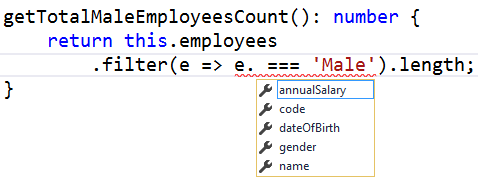 getTotalMaleEmployeesCount(): number {
return this.employees
.filter(e => e. === 'Male').length;
annualSalary
code
dateOfBirth
gender
name
}